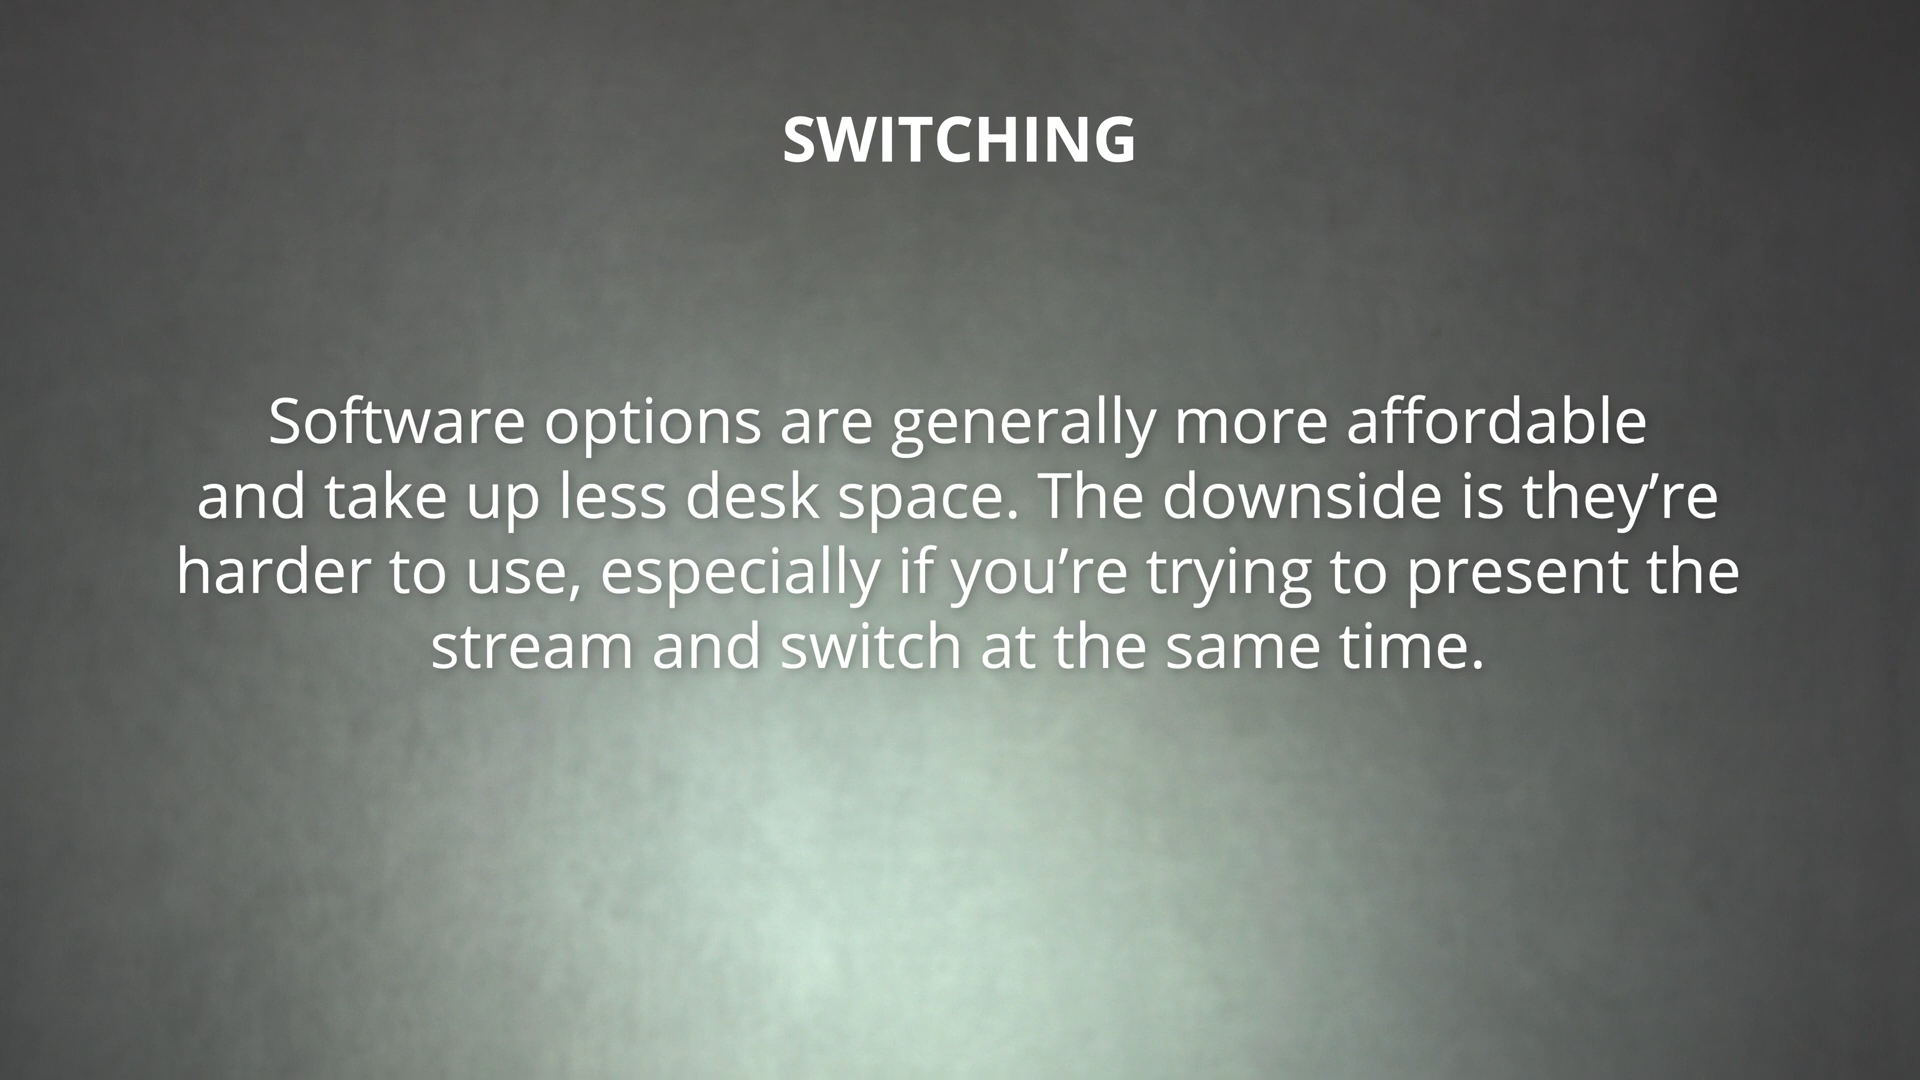 SWITCHING
Software options are generally more affordable
and take up less desk space. The downside is they’re
harder to use, especially if you’re trying to present the
stream and switch at the same time.